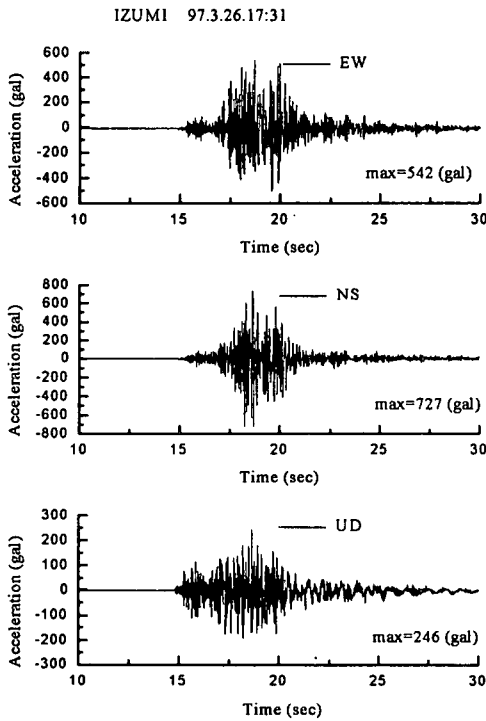 IZUMI 97.3.26.17:31
EW
600
400
200
0
-200
-400
-600
Acceleration (gal)
max=542 (gal)
10 15 20 25 30
Time (sec)
NS
800
600
400
200
0
-200
-400
-600
-800
Acceleration (gal)
max=727 (gal)
10 15 20 25 30
Time (sec)
UD
300
200
100
0
-100
-200
-300
Acceleration (gal)
max=246 (gal)
10 15 20 25 30
Time (sec)